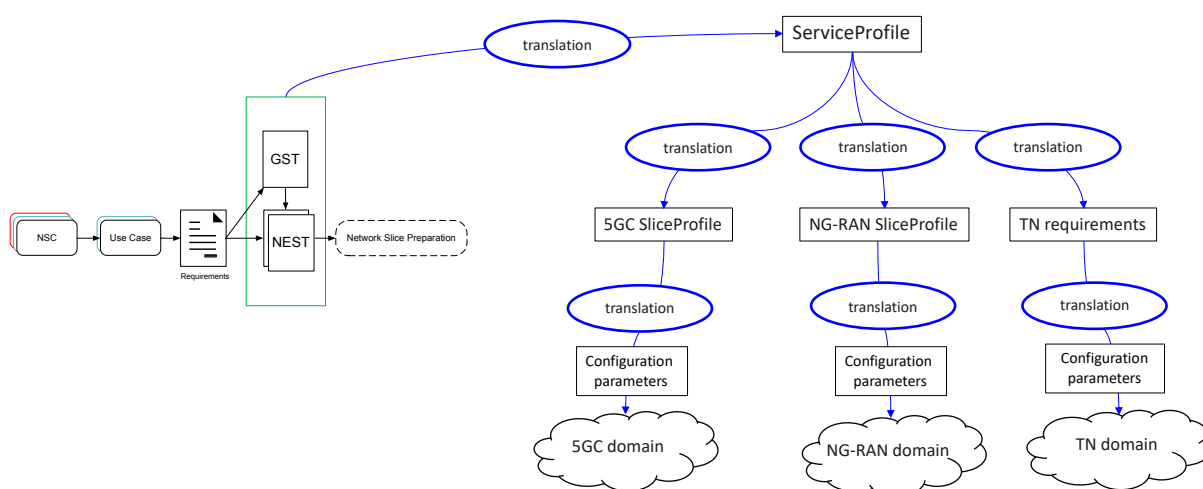 translation
ServiceProfile
GST
translation
translation
translation
NSC
Use Case
NEST
Network Slice Preparation
Requirements
5GC SliceProfile
NG-RAN SliceProfile
TN requirements
translation
translation
translation
Configuration
parameters
Configuration
parameters
Configuration
parameters
5GC domain
NG-RAN domain
TN domain